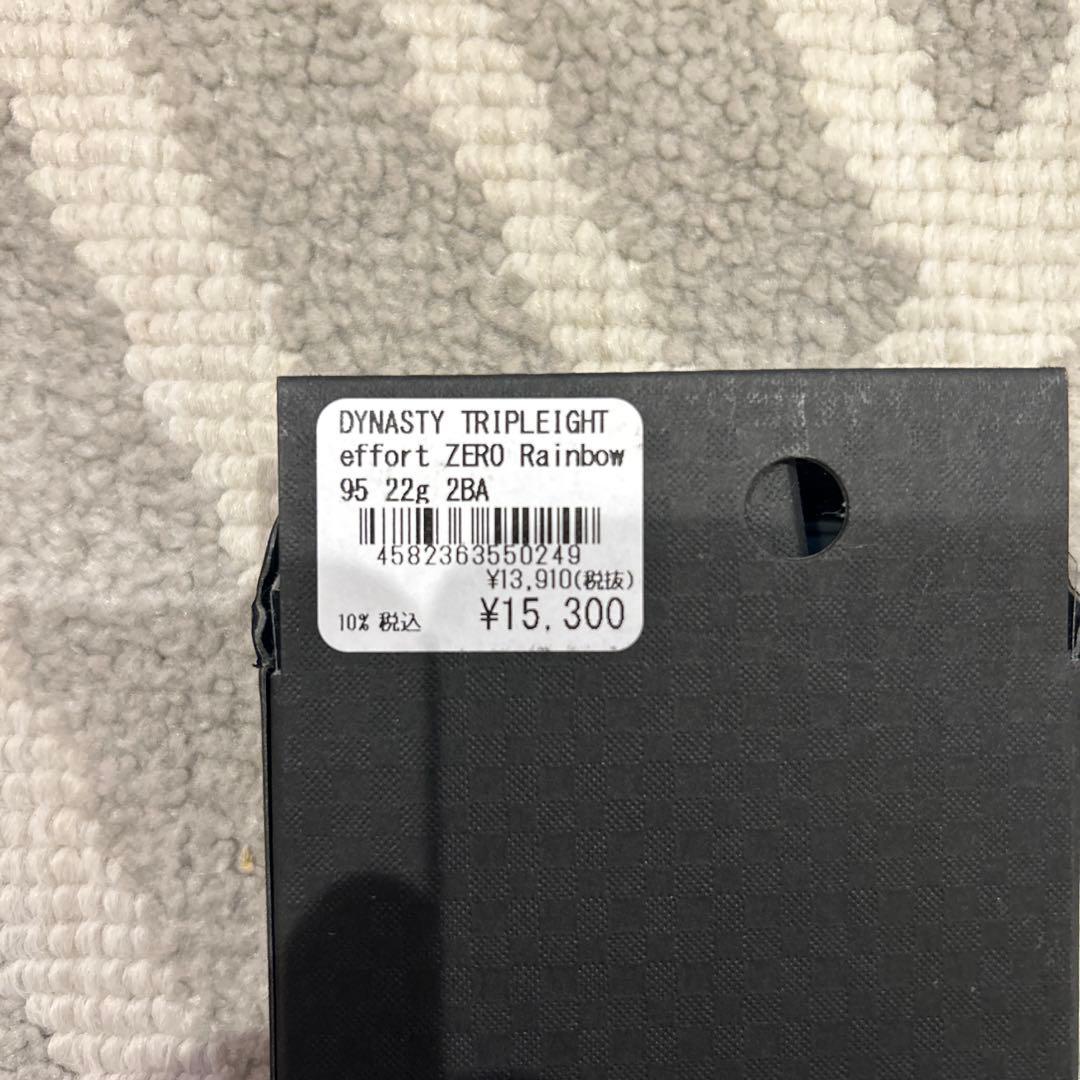 DYNASTY TRIPLEIGHT
effort ZERO Rainbow
95 22g 2BA
4582363550249
¥13,910(税抜)
10% 税込 ¥15,300